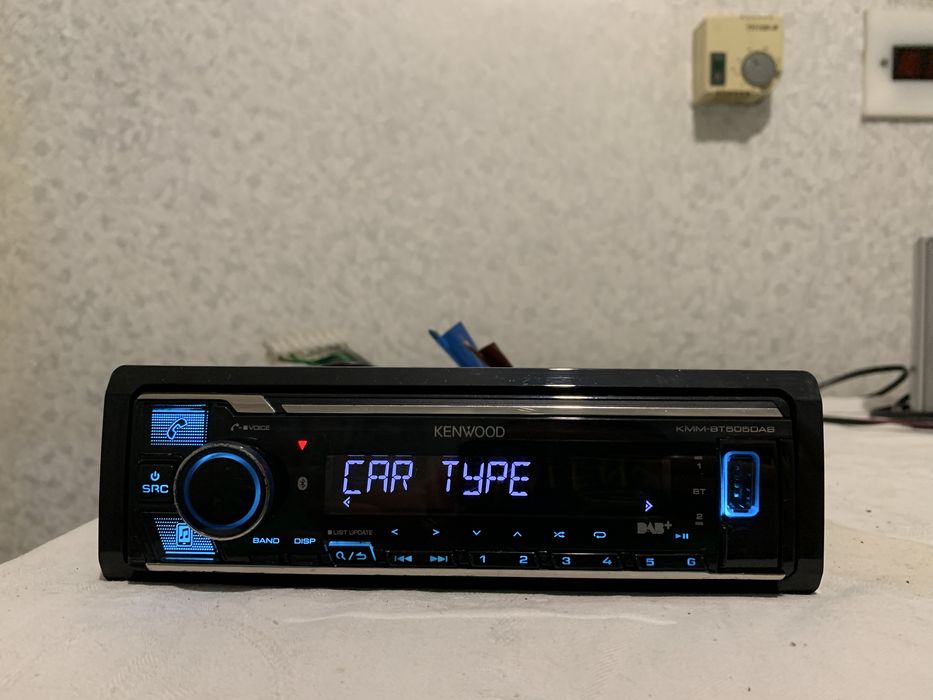 VOICE
KENWOOD
KMM-BT505DAB
SRC
CAR TYPE
1
BT
2
BAND DISP
LIST UPDATE
DAB+
1 2 3 4 5 6